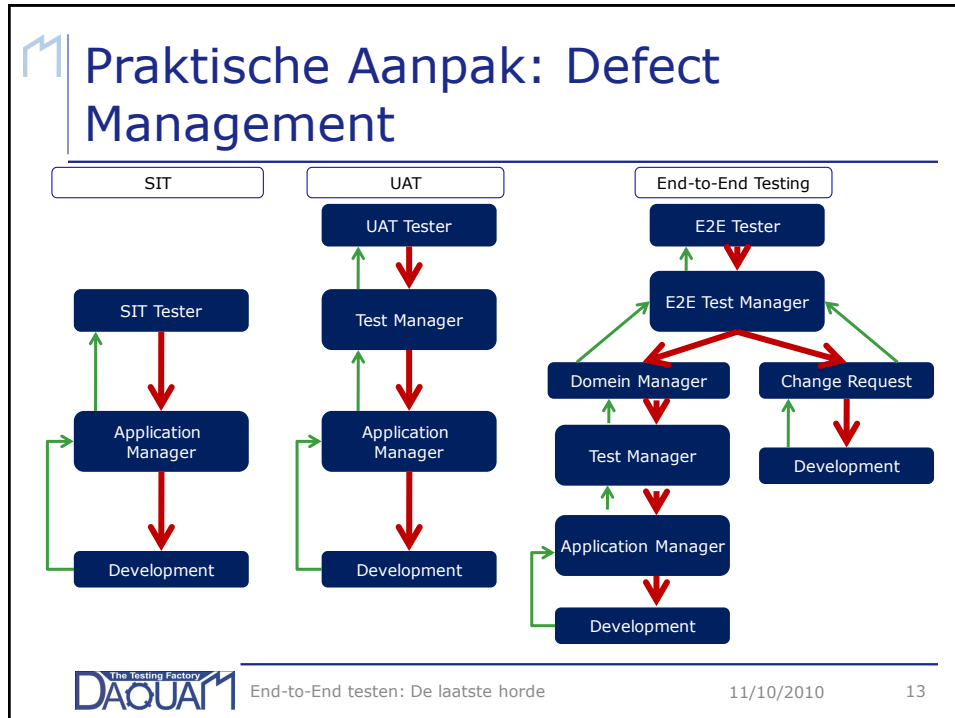 Praktische Aanpak: Defect
Management
SIT
SIT Tester
Application
Manager
Development
UAT
UAT Tester
Test Manager
Application
Manager
Development
End-to-End Testing
E2E Tester
E2E Test Manager
Domein Manager
Change Request
Test Manager
Development
Application Manager
Development
The Testing Factory
DAQUAM
End-to-End testen: De laatste horde
11/10/2010
13